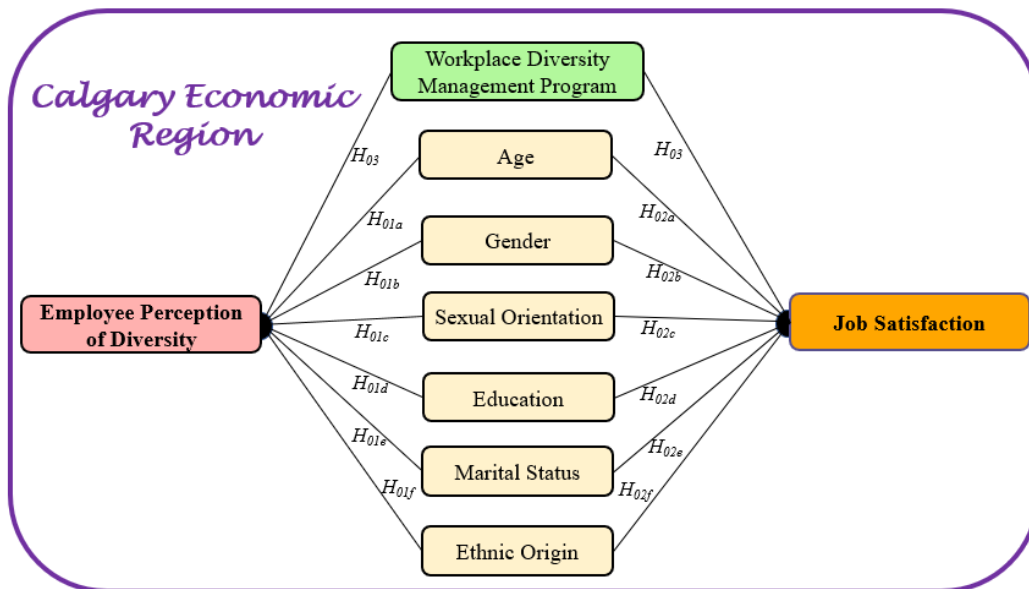 Calgary Economic
Region
Workplace Diversity
Management Program
H03
H03
Age
H01a
H02a
Gender
H01b
H02b
Employee Perception
of Diversity
Sexual Orientation
H01c
H02c
Job Satisfaction
Education
H01d
H02d
Marital Status
H01e
H02e
H01f
H02f
Ethnic Origin